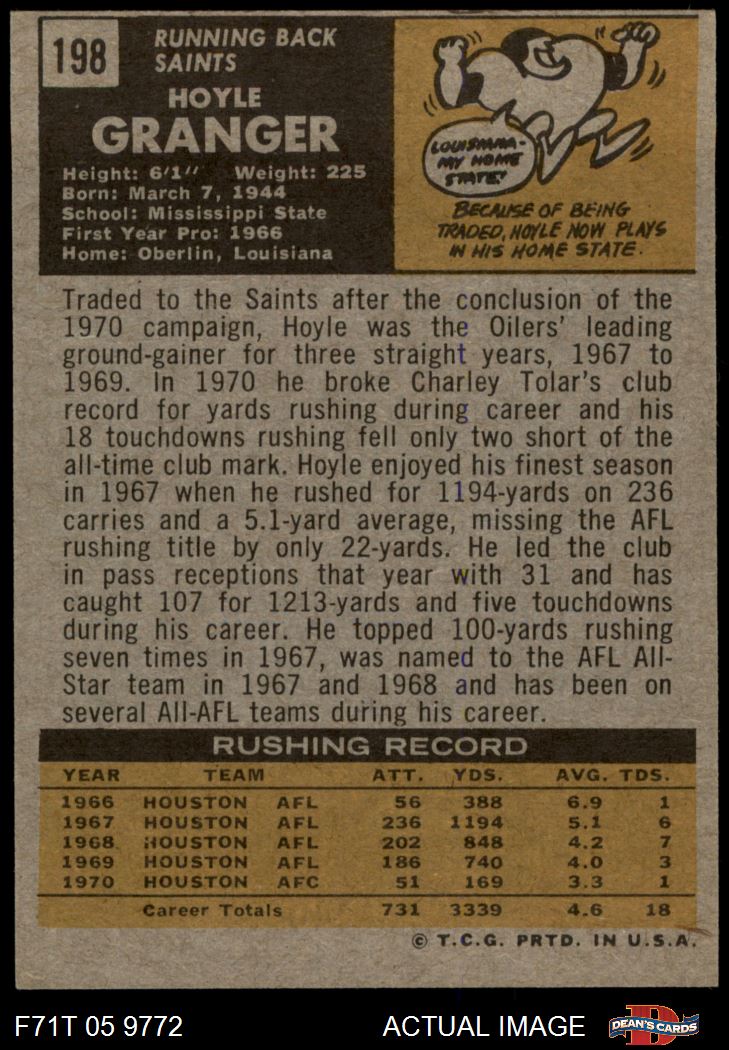 198
RUNNING BACK
SAINTS
HOYLE
GRANGER
Height: 6'1" Weight: 225
Born: March 7, 1944
School: Mississippi State
First Year Pro: 1966
Home: Oberlin, Louisiana
LOUISIANA-
MY HOME
STATE!
BECAUSE OF BEING
TRADED, HOYLE NOW PLAYS
IN HIS HOME STATE.
Traded to the Saints after the conclusion of the
1970 campaign, Hoyle was the Oilers' leading
ground-gainer for three straight years, 1967 to
1969. In 1970 he broke Charley Tolar's club
record for yards rushing during career and his
18 touchdowns rushing fell only two short of the
all-time club mark. Hoyle enjoyed his finest season
in 1967 when he rushed for 1194-yards on 236
carries and a 5.1-yard average, missing the AFL
rushing title by only 22-yards. He led the club
in pass receptions that year with 31 and has
caught 107 for 1213-yards and five touchdowns
during his career. He topped 100-yards rushing
seven times in 1967, was named to the AFL All-
Star team in 1967 and 1968 and has been on
several All-AFL teams during his career.
RUSHING RECORD
YEAR TEAM ATT. YDS. AVG. TDS.
1966 HOUSTON AFL 56 388 6.9 1
1967 HOUSTON AFL 236 1194 5.1 6
1968 HOUSTON AFL 202 848 4.2 7
1969 HOUSTON AFL 186 740 4.0 3
1970 HOUSTON AFC 51 169 3.3 1
Career Totals 731 3339 4.6 18
© T.C.G. PRTD. IN U.S.A.
F71T 05 9772 ACTUAL IMAGE D DEAN'S CARDS